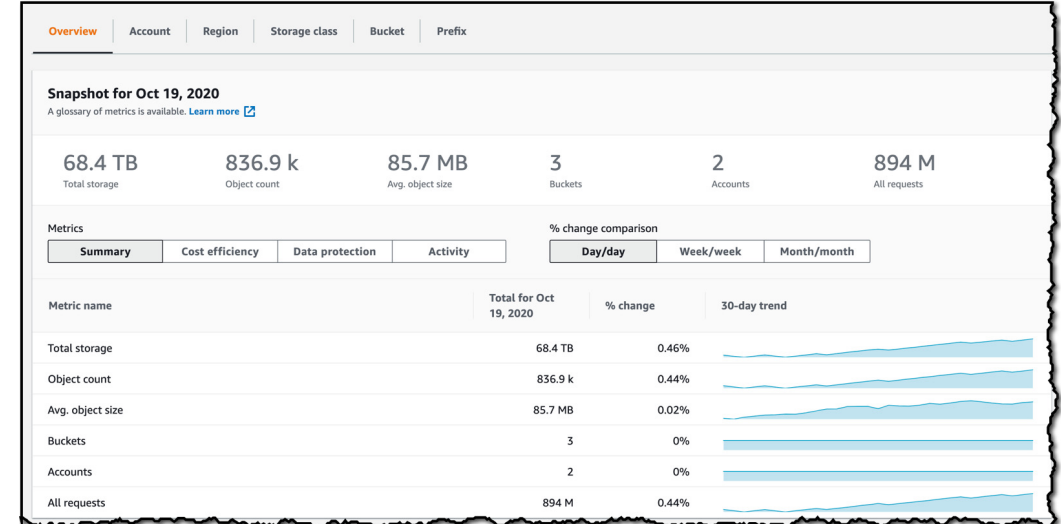 Overview Account Region Storage class Bucket Prefix
Snapshot for Oct 19, 2020
A glossary of metrics is available. Learn more
68.4 TB 836.9 k 85.7 MB 3 2 894 M
Total storage Object count Avg. object size Buckets Accounts All requests
Metrics % change comparison
Summary Cost efficiency Data protection Activity Day/day Week/week Month/month
Metric name Total for Oct 19, 2020 % change 30-day trend
Total storage 68.4 TB 0.46%
Object count 836.9 k 0.44%
Avg. object size 85.7 MB 0.02%
Buckets 3 0%
Accounts 2 0%
All requests 894 M 0.44%